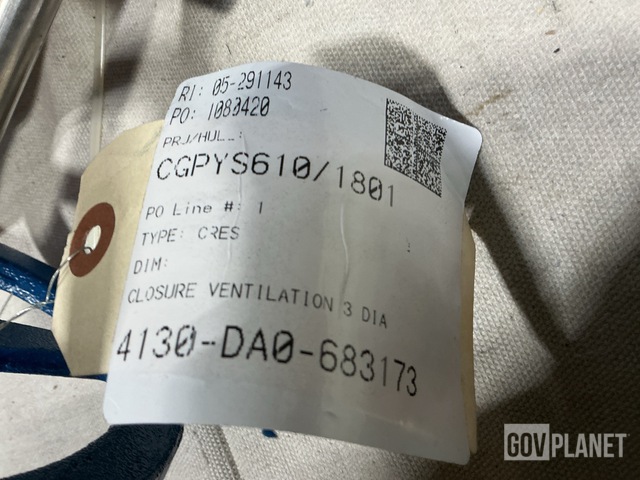 RI: 05-291143
PO: 1080420
PRJ/HULL:
CGPYS610/1801
PO Line #: 1
TYPE: CRES
DIM:
CLOSURE VENTILATION 3 DIA
4130-DA0-683173
GOVPLANET